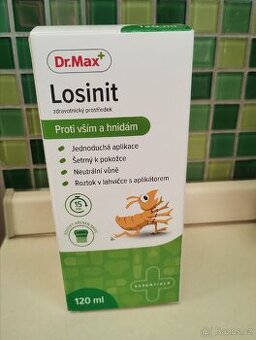 Dr.Max+
Losinit
zdravotnický prostředek
Proti vším a hnidám
Jednoduchá aplikace
Šetrný k pokožce
Neutrální vůně
Roztok v lahvičce s aplikátorem
15
ESSENTIALS
120 ml